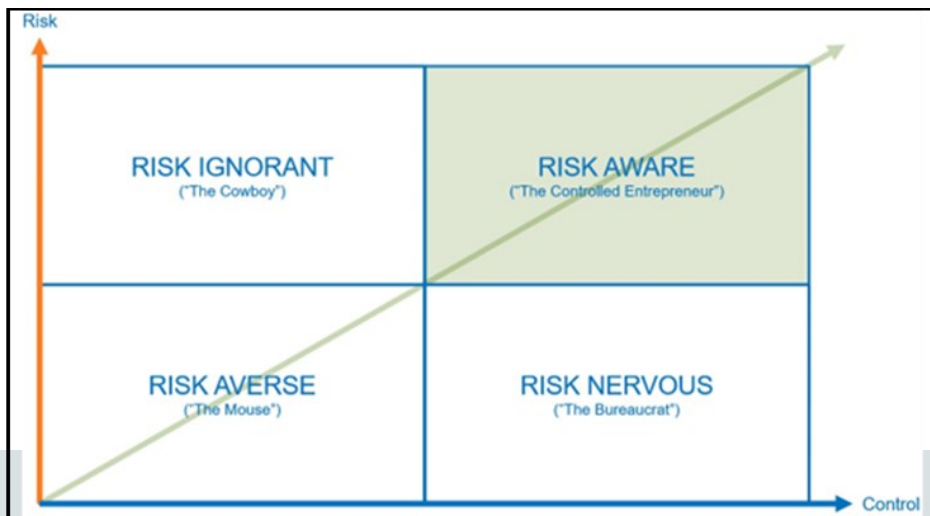 Risk
RISK IGNORANT
("The Cowboy")
RISK AWARE
("The Controlled Entrepreneur")
RISK AVERSE
("The Mouse")
RISK NERVOUS
("The Bureaucrat")
Control